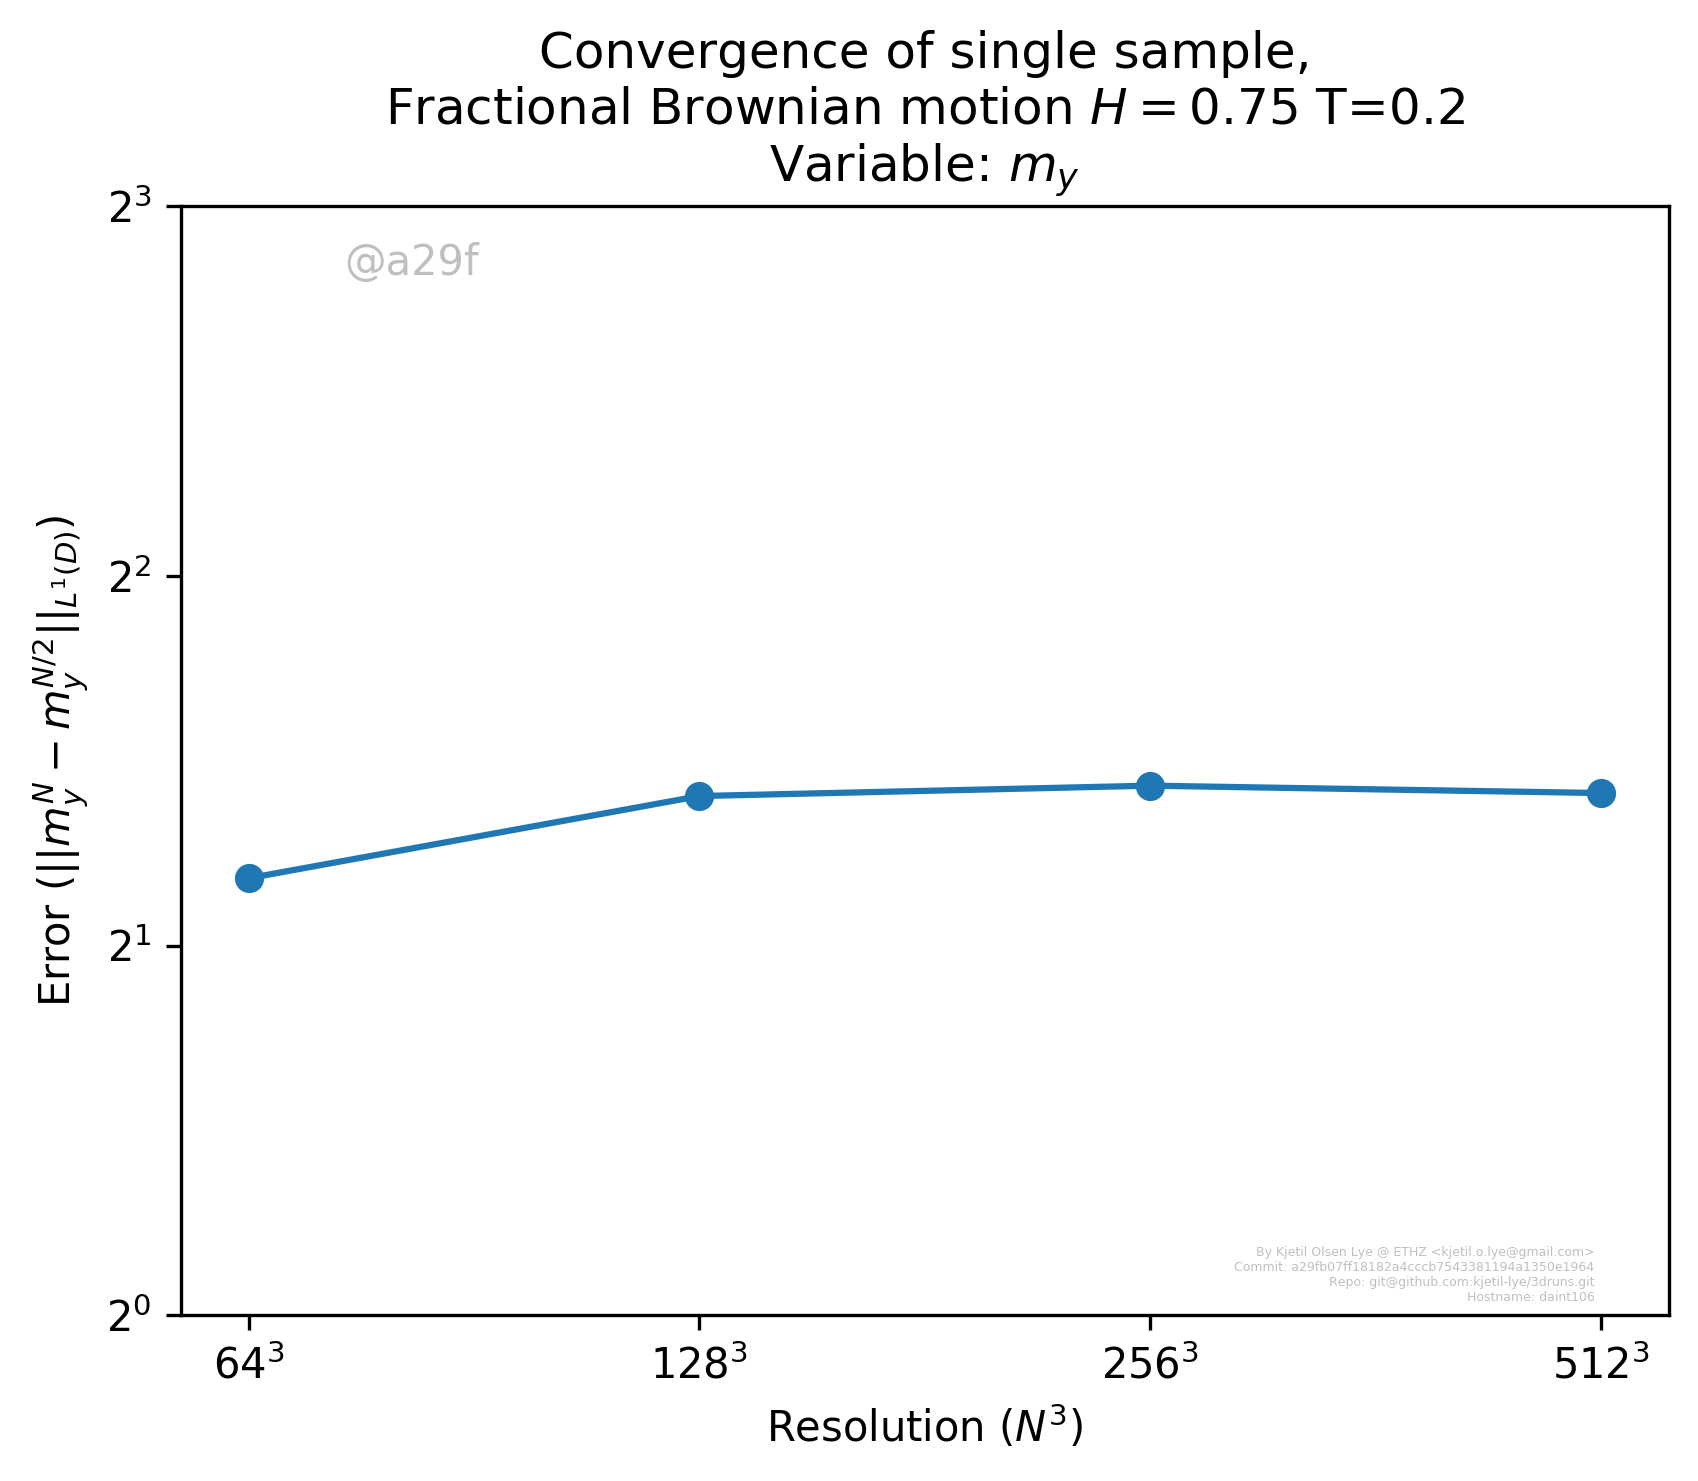 Convergence of single sample,
Fractional Brownian motion H = 0.75 T=0.2
Variable: m_y
@a29f
2^3
2^2
2^1
2^0
Error (||m_y^N − m_y^{N/2}||_{L^1(D)})
64^3 128^3 256^3 512^3
Resolution (N^3)
By Kjetil Olsen Lye @ ETHZ <kjetil.o.lye@gmail.com>
Commit: a29fb07ff18182a4cccb7543381194a1350e1964
Repo: git@github.com:kjetil-lye/3druns.git
Hostname: daint106